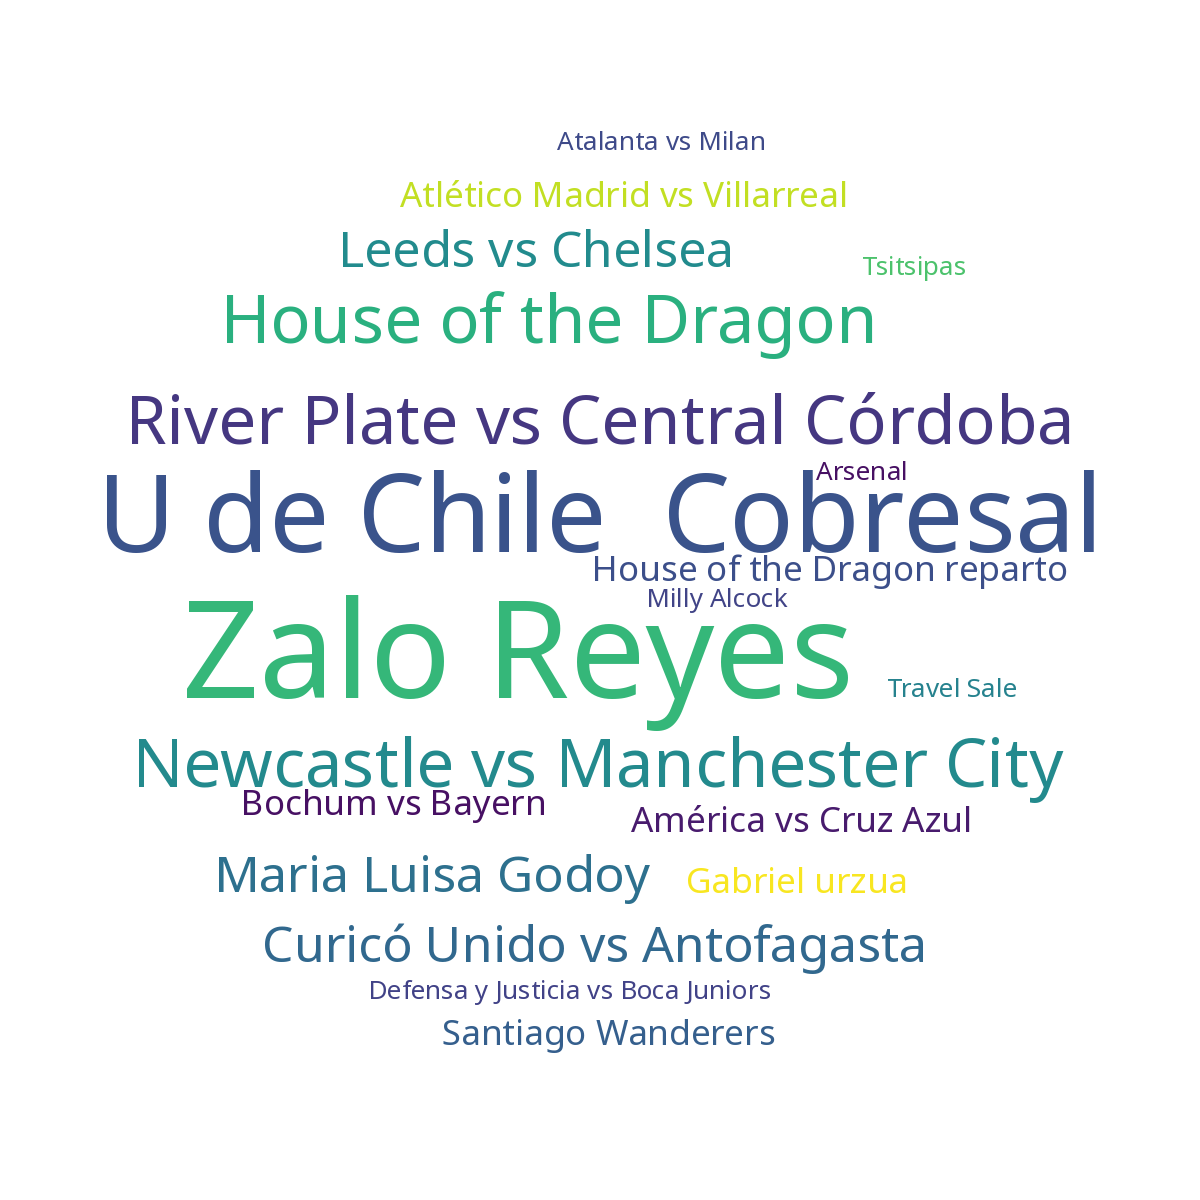 Atalanta vs Milan
Atlético Madrid vs Villarreal
Leeds vs Chelsea
Tsitsipas
House of the Dragon
River Plate vs Central Córdoba
Arsenal
U de Chile  Cobresal
House of the Dragon reparto
Milly Alcock
Zalo Reyes
Travel Sale
Newcastle vs Manchester City
Bochum vs Bayern
América vs Cruz Azul
Maria Luisa Godoy
Gabriel urzua
Curicó Unido vs Antofagasta
Defensa y Justicia vs Boca Juniors
Santiago Wanderers